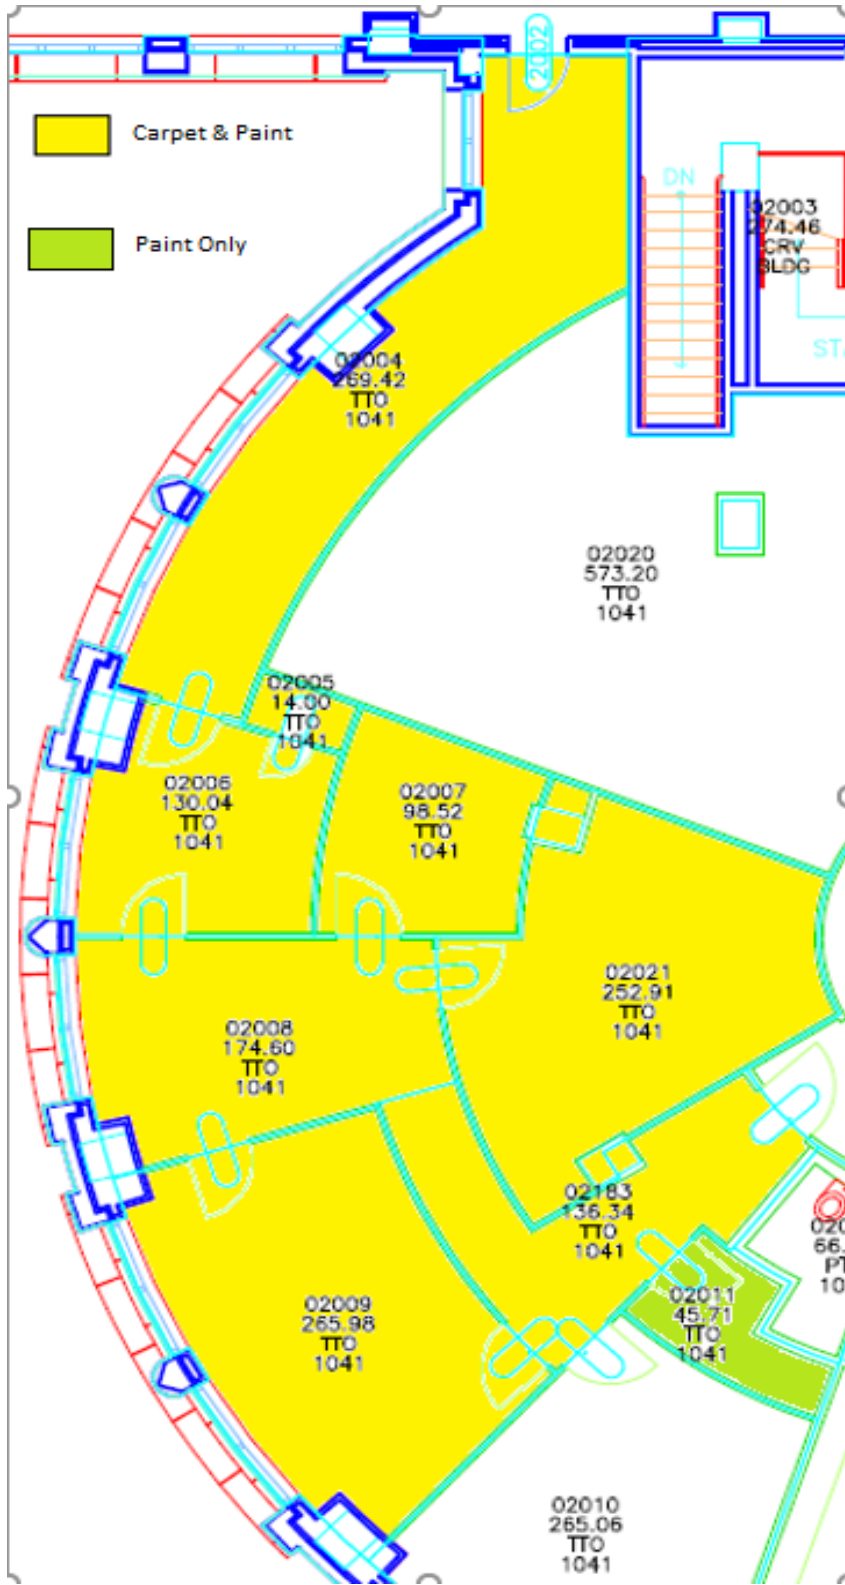 2002
Carpet & Paint
DN
02003
274.46
CRV
BLDG
Paint Only
02004
269.42
TTO
1041
02020
573.20
TTO
1041
02005
14.00
TTO
1041
02006
130.04
TTO
1041
02007
98.52
TTO
1041
02021
252.91
TTO
1041
02008
174.60
TTO
1041
02183
136.34
TTO
1041
02011
45.71
TTO
1041
02009
265.98
TTO
1041
02010
265.06
TTO
1041